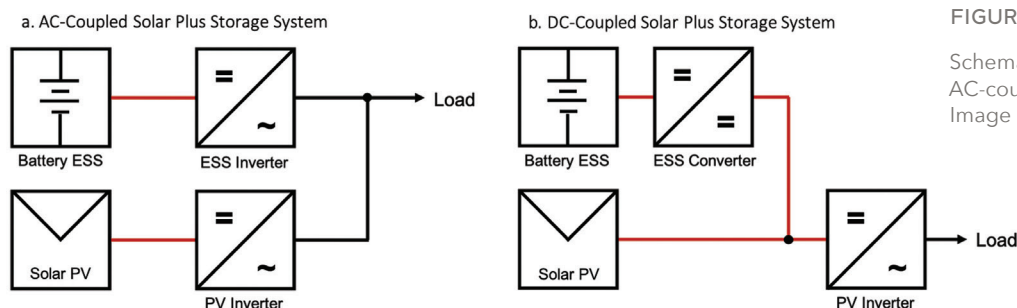 a. AC-Coupled Solar Plus Storage System
Battery ESS
ESS Inverter
Load
Solar PV
PV Inverter
b. DC-Coupled Solar Plus Storage System
Battery ESS
ESS Converter
Solar PV
PV Inverter
Load
FIGUR
Schema
AC-cou
Image